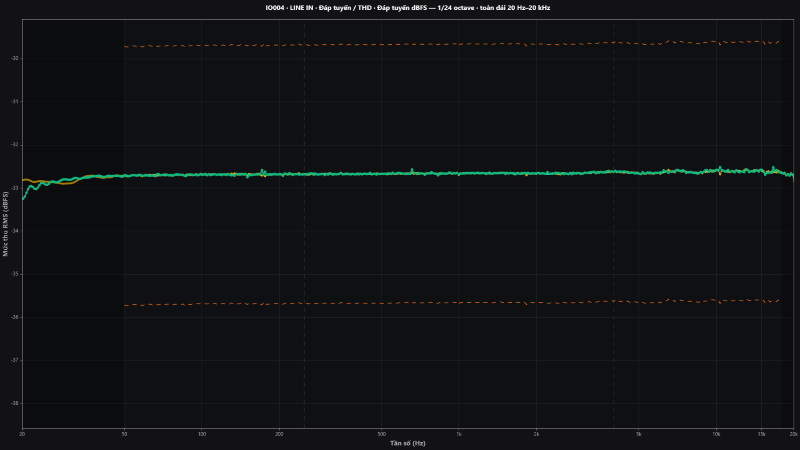 IO004 · LINE IN · Đáp tuyến / THD · Đáp tuyến dBFS — 1/24 octave · toàn dải 20 Hz–20 kHz
-30
-31
-32
-33
-34
-35
-36
-37
-38
Mức thu RMS (dBFS)
20 50 100 200 500 1k 2k 5k 10k 15k 20k
Tần số (Hz)